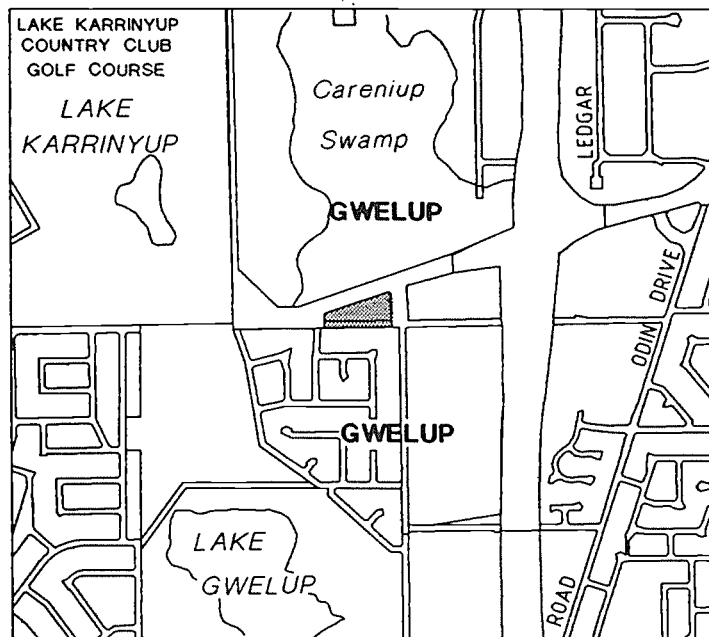 LAKE KARRINYUP
COUNTRY CLUB
GOLF COURSE
LAKE
KARRINYUP
Careniup
Swamp
GWELUP
LEDGAR
ODIN DRIVE
GWELUP
LAKE
GWELUP
ROAD